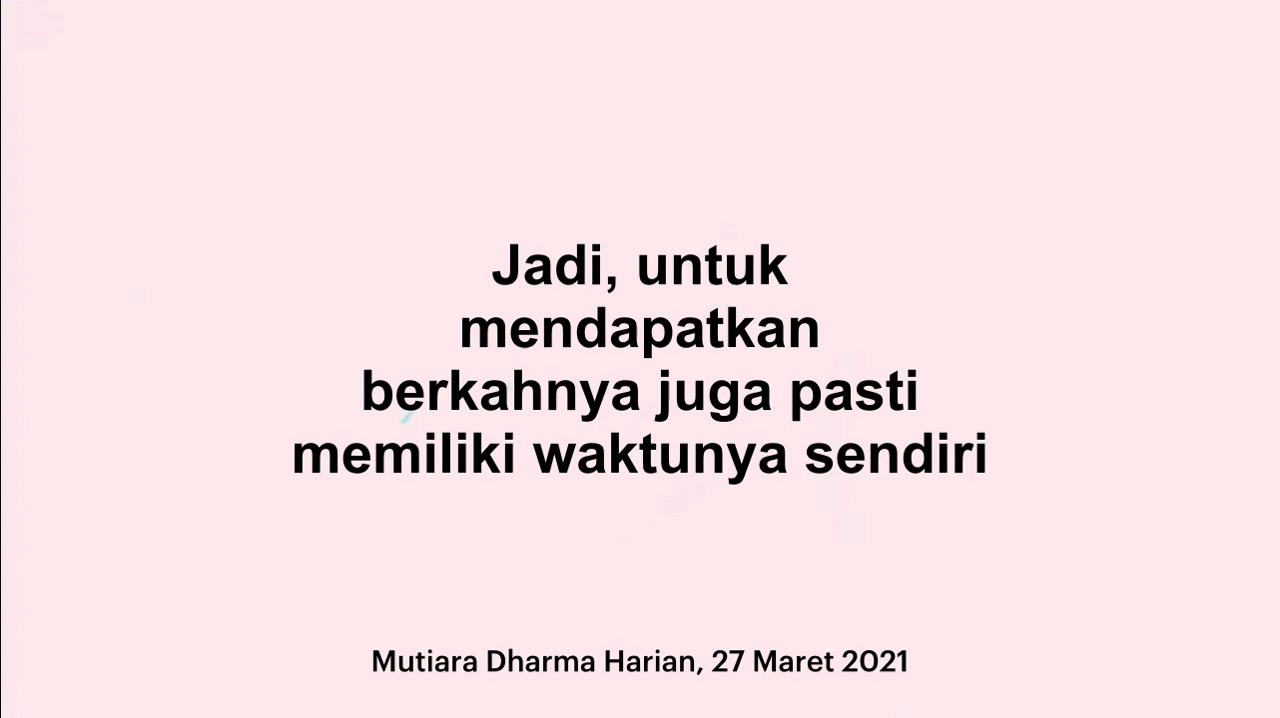 Jadi, untuk
mendapatkan
berkahnya juga pasti
memiliki waktunya sendiri
Mutiara Dharma Harian, 27 Maret 2021